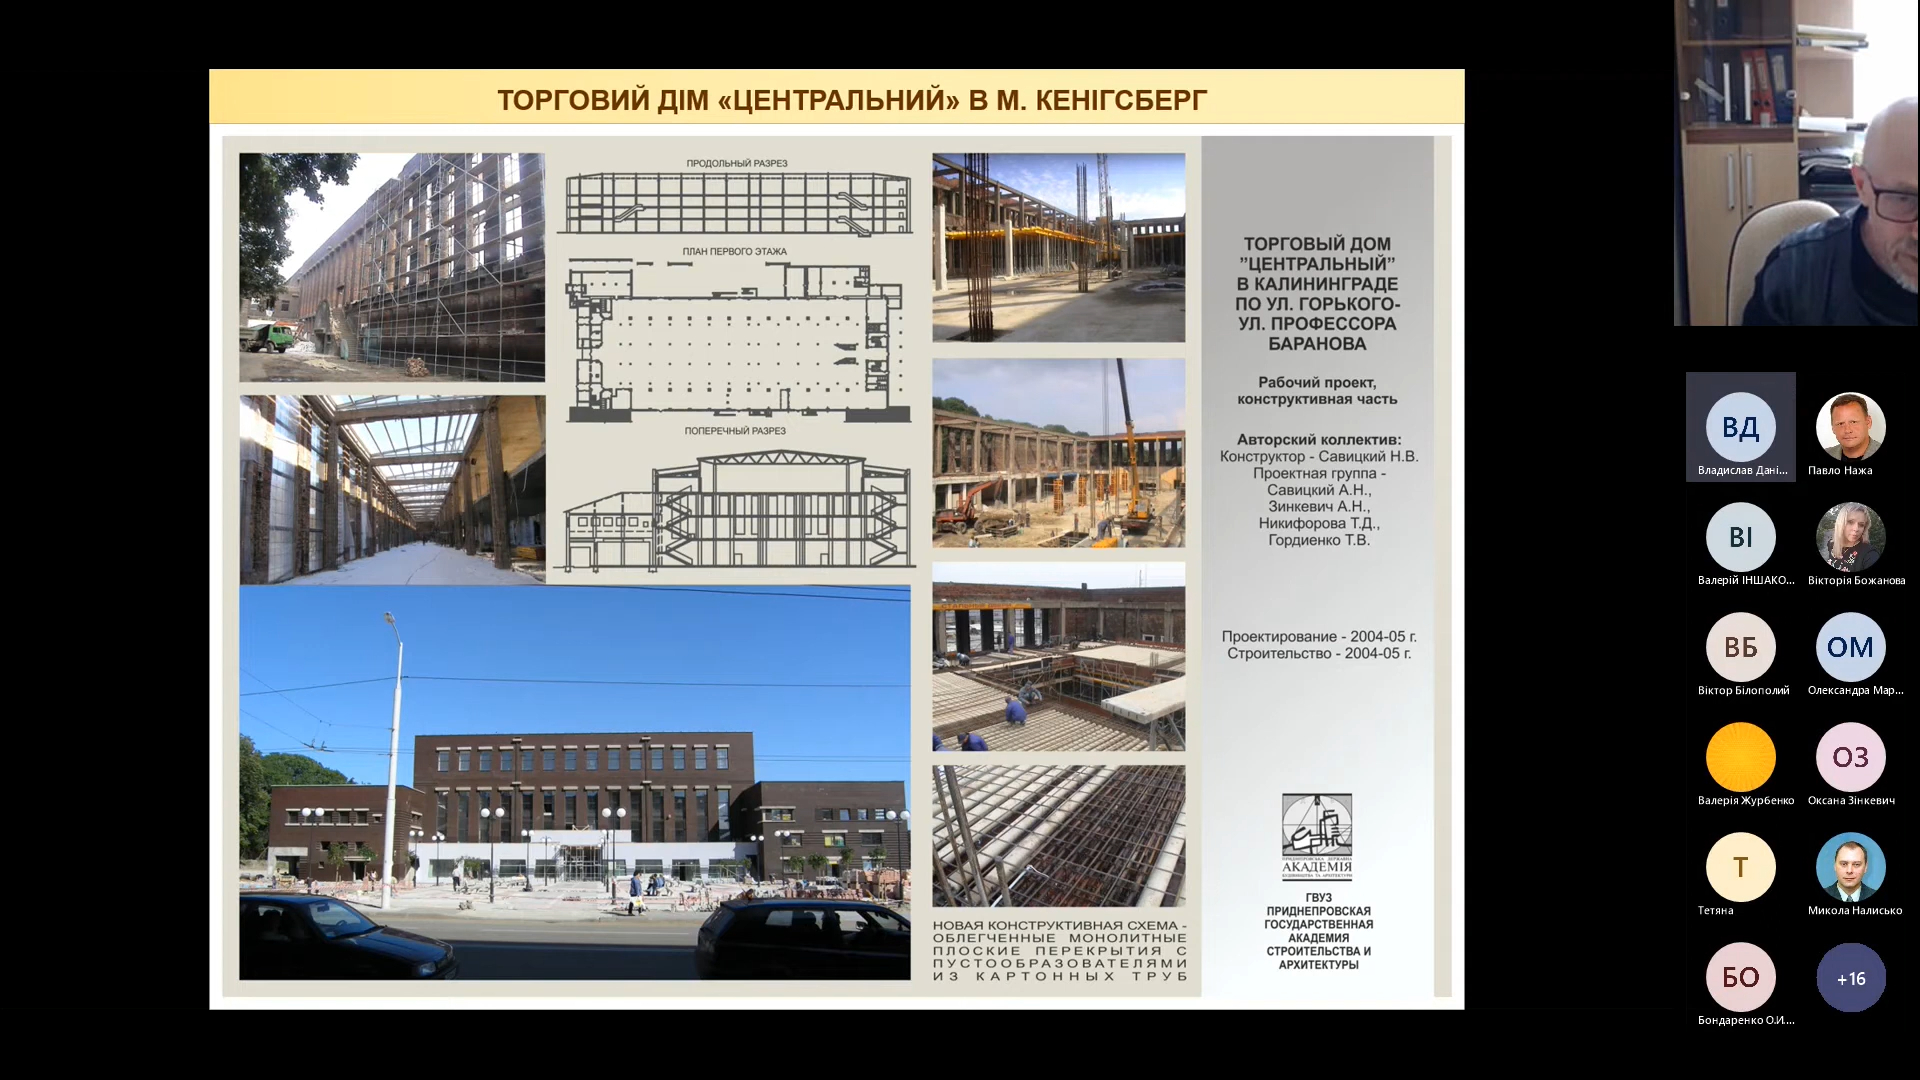 ТОРГОВИЙ ДІМ «ЦЕНТРАЛЬНИЙ» В М. КЕНІГСБЕРГ
ПРОДОЛЬНЫЙ РАЗРЕЗ
ПЛАН ПЕРВОГО ЭТАЖА
ПОПЕРЕЧНЫЙ РАЗРЕЗ
НОВАЯ КОНСТРУКТИВНАЯ СХЕМА -
ОБЛЕГЧЕННЫЕ МОНОЛИТНЫЕ
ПЛОСКИЕ ПЕРЕКРЫТИЯ С
ПУСТООБРАЗОВАТЕЛЯМИ
ИЗ КАРТОННЫХ ТРУБ
ТОРГОВЫЙ ДОМ
”ЦЕНТРАЛЬНЫЙ”
В КАЛИНИНГРАДЕ
ПО УЛ. ГОРЬКОГО-
УЛ. ПРОФЕССОРА
БАРАНОВА
Рабочий проект,
конструктивная часть
Авторский коллектив:
Конструктор - Савицкий Н.В.
Проектная группа -
Савицкий А.Н.,
Зинкевич А.Н.,
Никифорова Т.Д.,
Гордиенко Т.В.
Проектирование - 2004-05 г.
Строительство - 2004-05 г.
АКАДЕМІЯ
ГВУЗ
ПРИДНЕПРОВСКАЯ
ГОСУДАРСТВЕННАЯ
АКАДЕМИЯ
СТРОИТЕЛЬСТВА И
АРХИТЕКТУРЫ
ВД
Владислав Дані...
Павло Нажа
ВІ
Валерій ІНШАКО...
Вікторія Божанова
ВБ
Віктор Білополий
ОМ
Олександра Мар...
Валерія Журбенко
ОЗ
Оксана Зінкевич
Т
Тетяна
Микола Налисько
БО
Бондаренко О.И....
+16